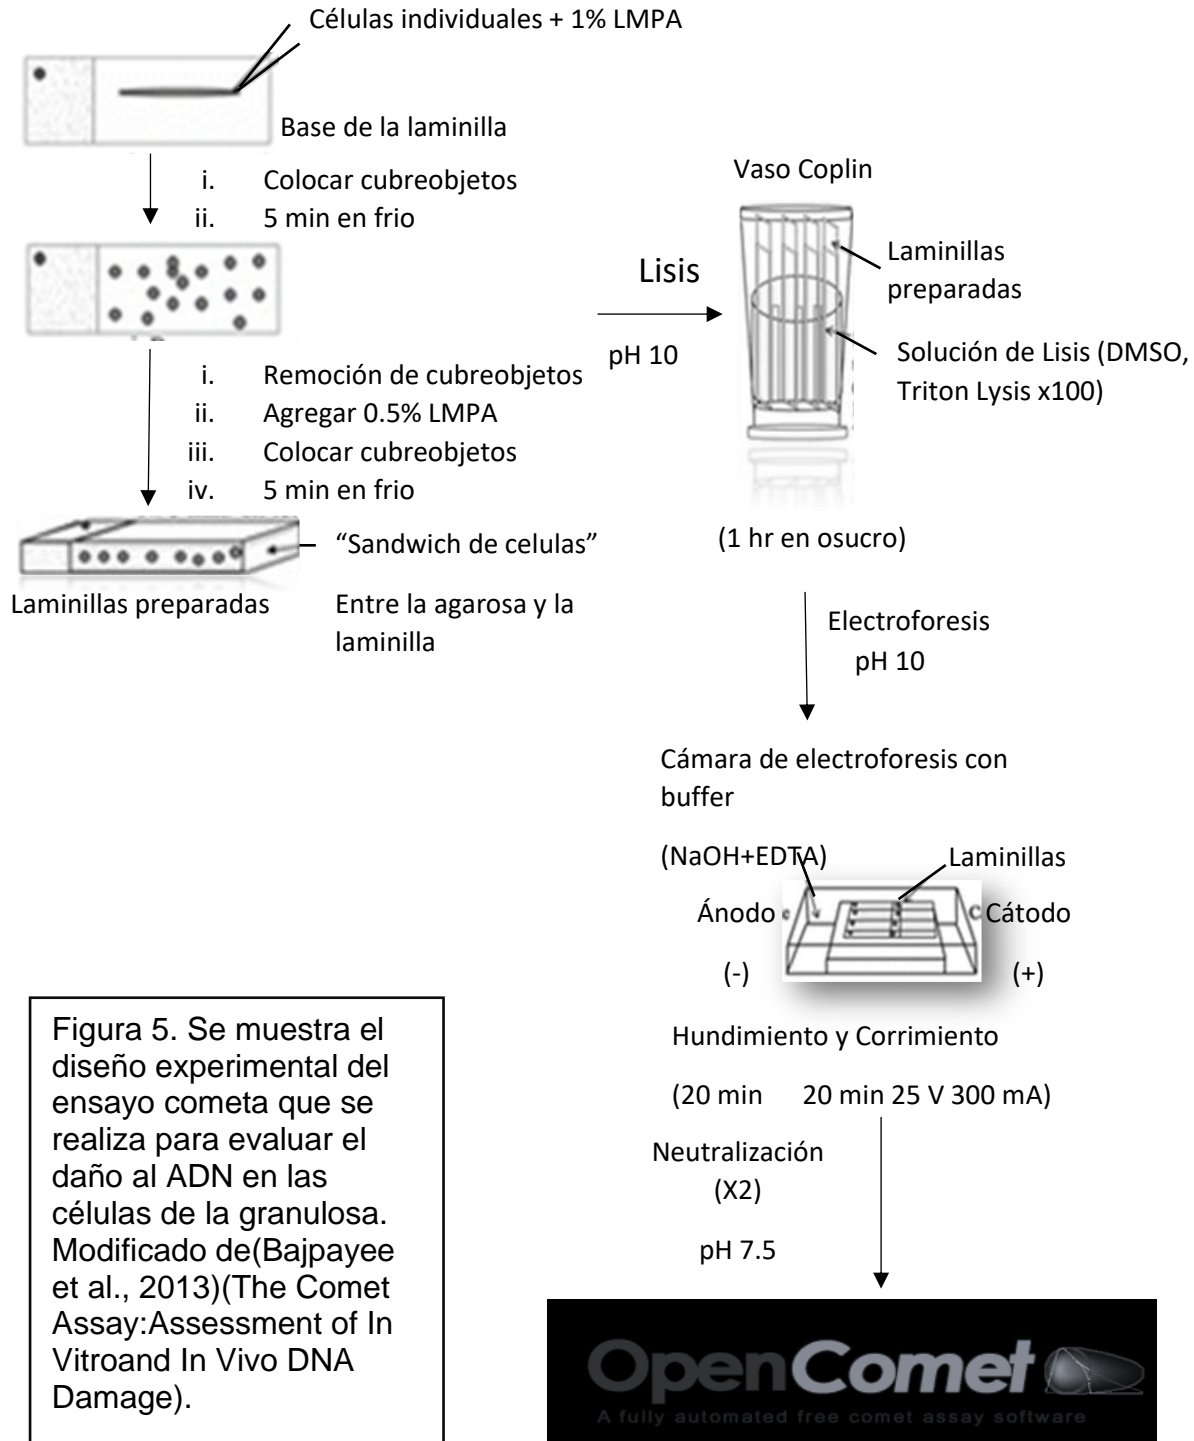 Células individuales + 1% LMPA
Base de la laminilla
i. Colocar cubreobjetos
ii. 5 min en frio
i. Remoción de cubreobjetos
ii. Agregar 0.5% LMPA
iii. Colocar cubreobjetos
iv. 5 min en frio
“Sandwich de celulas”
Laminillas preparadas
Entre la agarosa y la
laminilla
Lisis
pH 10
Vaso Coplin
Laminillas
preparadas
Solución de Lisis (DMSO,
Triton Lysis x100)
(1 hr en osucro)
Electroforesis
pH 10
Cámara de electroforesis con
buffer
(NaOH+EDTA)
Laminillas
Ánodo
Cátodo
(-)
(+)
Hundimiento y Corrimiento
(20 min 20 min 25 V 300 mA)
Neutralización
(X2)
pH 7.5
OpenComet
A fully automated free comet assay software
Figura 5. Se muestra el
diseño experimental del
ensayo cometa que se
realiza para evaluar el
daño al ADN en las
células de la granulosa.
Modificado de(Bajpayee
et al., 2013)(The Comet
Assay:Assessment of In
Vitroand In Vivo DNA
Damage).